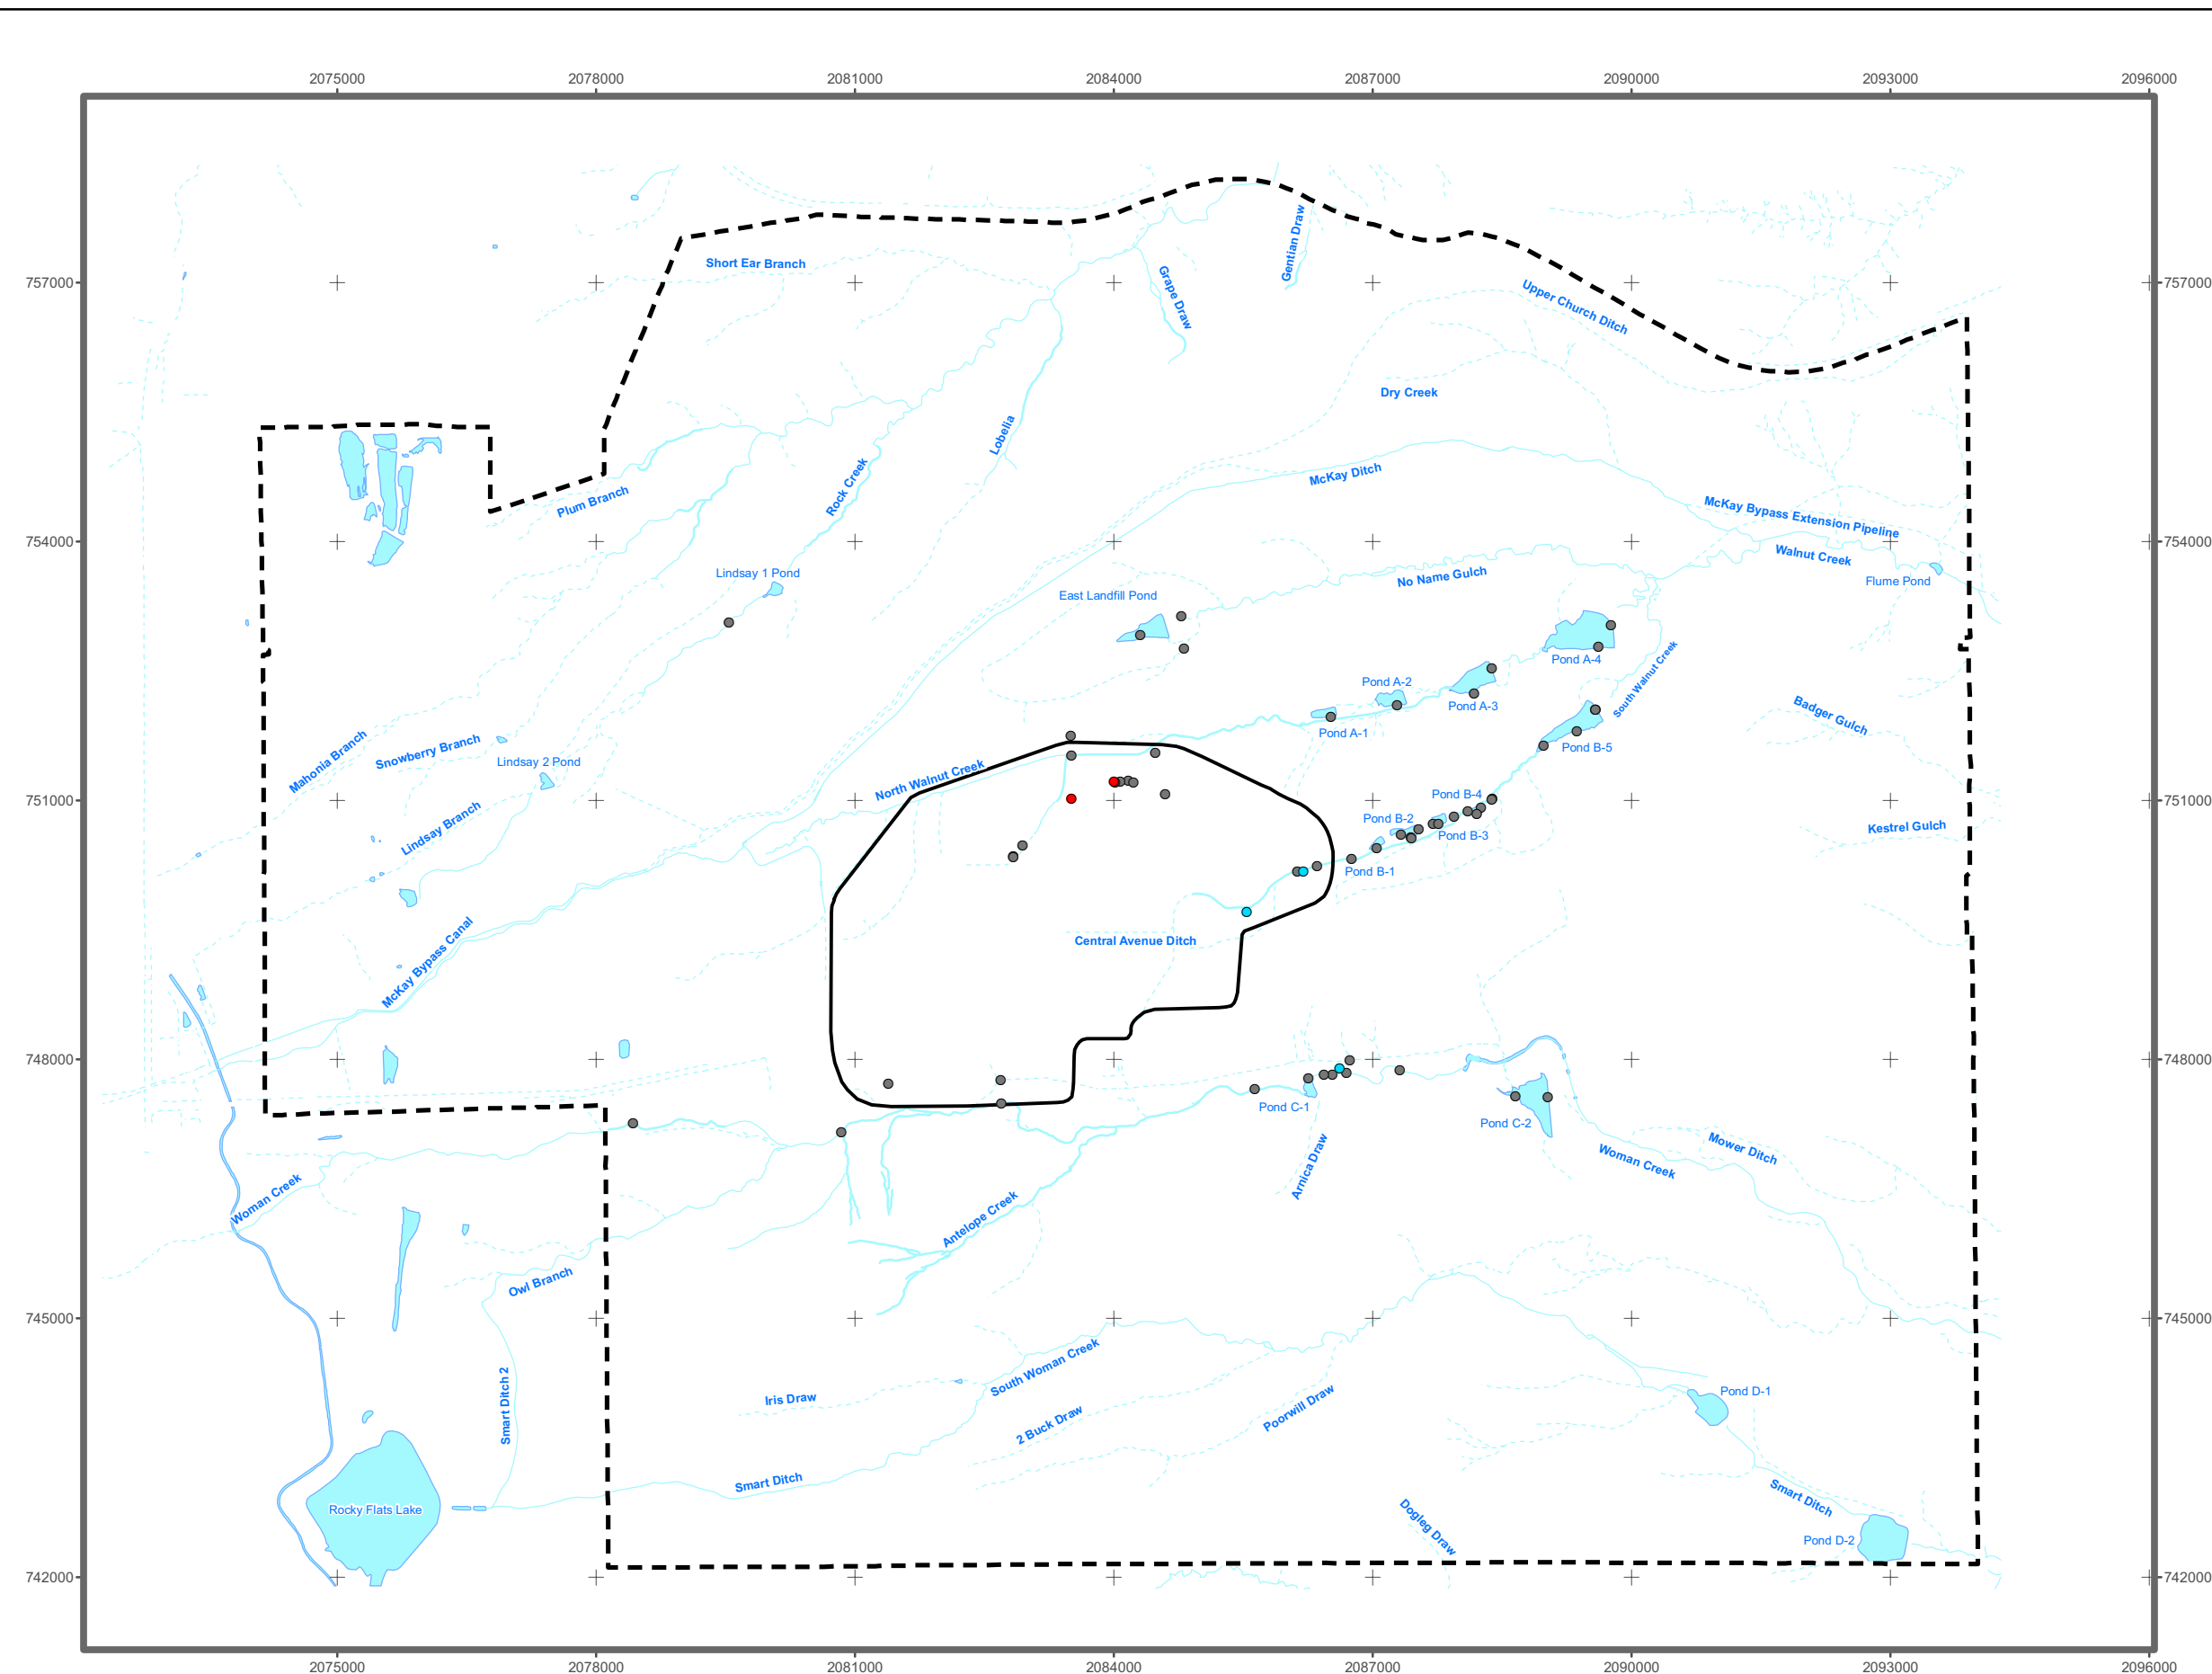 2075000 2078000 2081000 2084000 2087000 2090000 2093000 2096000
Gentian Draw
Short Ear Branch
Grape Draw
757000 757000
Upper Church Ditch
Dry Creek
Lobelia
Rock Creek
McKay Ditch
Plum Branch
McKay Bypass Extension Pipeline
754000 754000
Walnut Creek
Lindsay 1 Pond
No Name Gulch
Flume Pond
East Landfill Pond
Pond A-4
South Walnut Creek
Pond A-2
Pond A-3
Badger Gulch
Pond A-1
Mahonia Branch
Snowberry Branch
Pond B-5
Lindsay 2 Pond
North Walnut Creek
Pond B-4
751000 751000
Lindsay Branch
Pond B-2
Kestrel Gulch
Pond B-3
Pond B-1
Central Avenue Ditch
McKay Bypass Canal
748000 748000
Pond C-1
Pond C-2
Mower Ditch
Woman Creek
Arnica Draw
Woman Creek
Antelope Creek
Owl Branch
745000 745000
South Woman Creek
Pond D-1
Iris Draw
Smart Ditch 2
Poorwill Draw
2 Buck Draw
Smart Ditch
Smart Ditch
Rocky Flats Lake
Dogleg Draw
Pond D-2
742000 742000
2075000 2078000 2081000 2084000 2087000 2090000 2093000 2096000